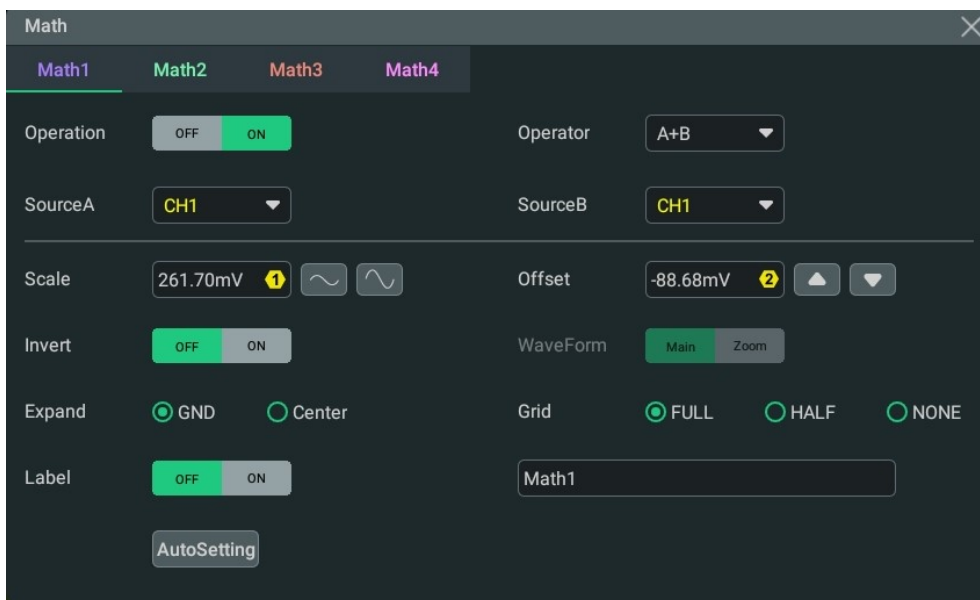 Math
Math1 Math2 Math3 Math4
Operation OFF ON Operator A+B
SourceA CH1 SourceB CH1
Scale 261.70mV 1 Offset -88.68mV 2
Invert OFF ON WaveForm Main Zoom
Expand GND Center Grid FULL HALF NONE
Label OFF ON Math1
AutoSetting